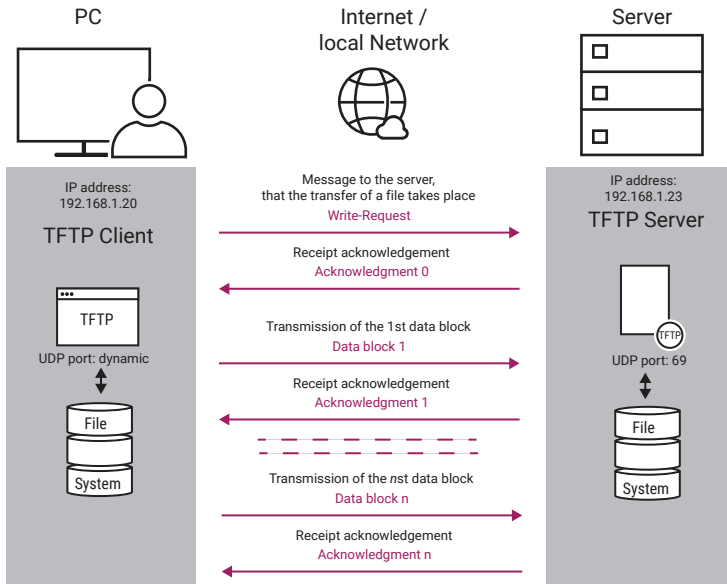 PC
Internet /
local Network
Server
IP address:
192.168.1.20
TFTP Client
TFTP
UDP port: dynamic
File
System
Message to the server,
that the transfer of a file takes place
Write-Request
Receipt acknowledgement
Acknowledgment 0
Transmission of the 1st data block
Data block 1
Receipt acknowledgement
Acknowledgment 1
Transmission of the nst data block
Data block n
Receipt acknowledgement
Acknowledgment n
IP address:
192.168.1.23
TFTP Server
TFTP
UDP port: 69
File
System